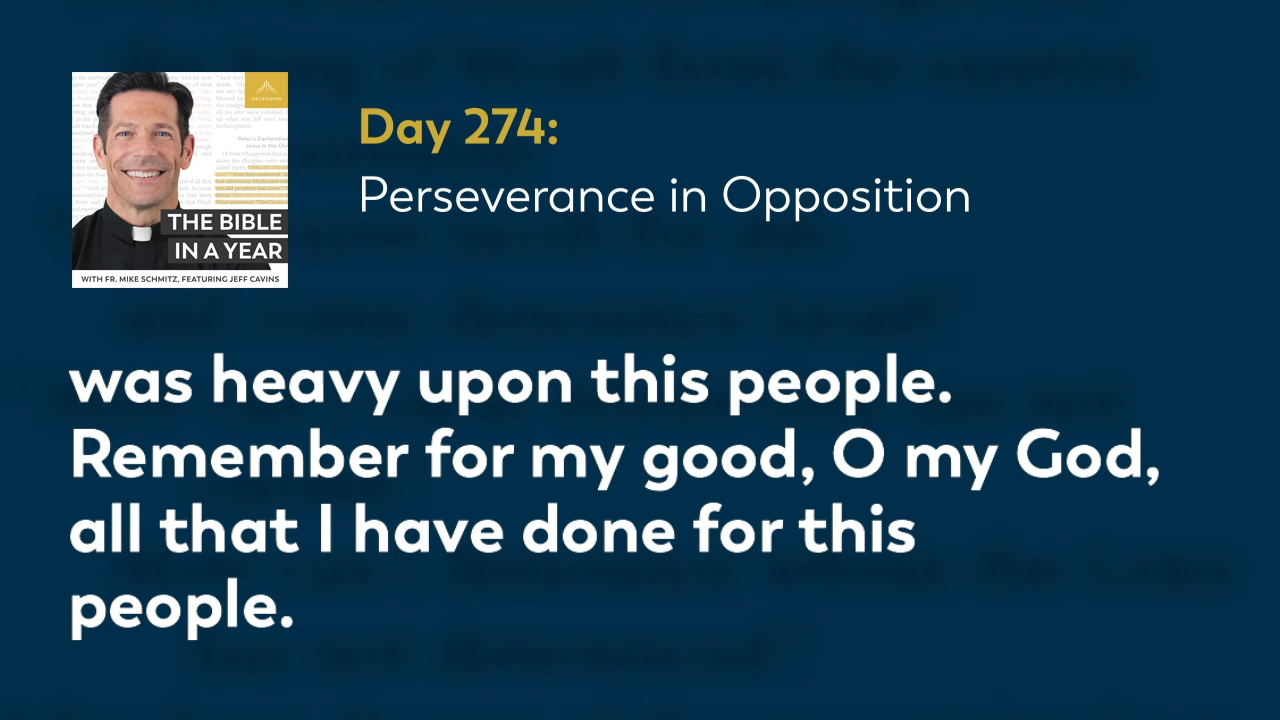 ASCENSION
Day 274:
Perseverance in Opposition
THE BIBLE
IN A YEAR
WITH FR. MIKE SCHMITZ, FEATURING JEFF CAVINS
was heavy upon this people.
Remember for my good, O my God,
all that I have done for this
people.